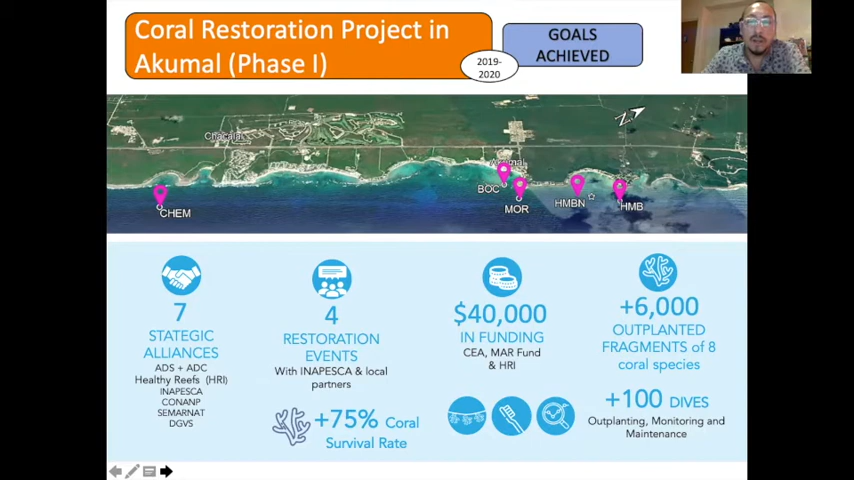 Coral Restoration Project in
Akumal (Phase I)
2019-
2020
GOALS
ACHIEVED
Chacala
Akumal
BOC
MOR
HMBN
HMB
CHEM
7
STATEGIC
ALLIANCES
ADS + ADC
Healthy Reefs (HRI)
INAPESCA
CONANP
SEMARNAT
DGVS
4
RESTORATION
EVENTS
With INAPESCA & local
partners
+75% Coral
Survival Rate
$40,000
IN FUNDING
CEA, MAR Fund
& HRI
+6,000
OUTPLANTED
FRAGMENTS of 8
coral species
+100 DIVES
Outplanting, Monitoring and
Maintenance